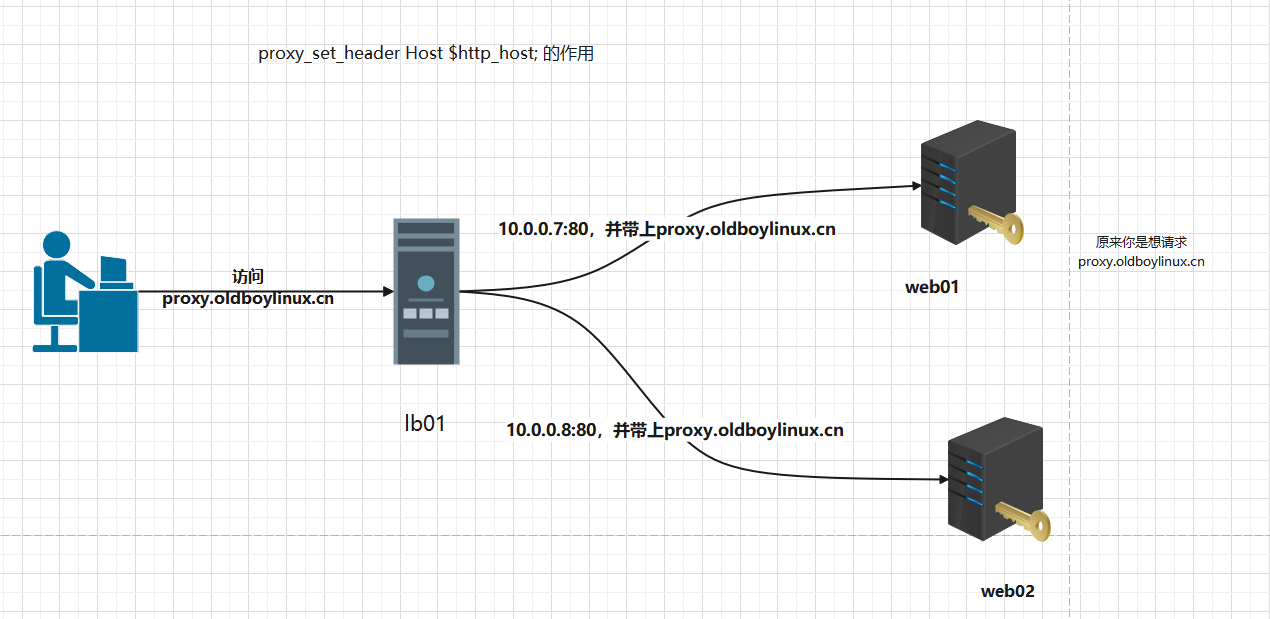 proxy_set_header Host $http_host; 的作用
访问
proxy.oldboylinux.cn
lb01
10.0.0.7:80，并带上proxy.oldboylinux.cn
10.0.0.8:80，并带上proxy.oldboylinux.cn
web01
原来你是想请求
proxy.oldboylinux.cn
web02